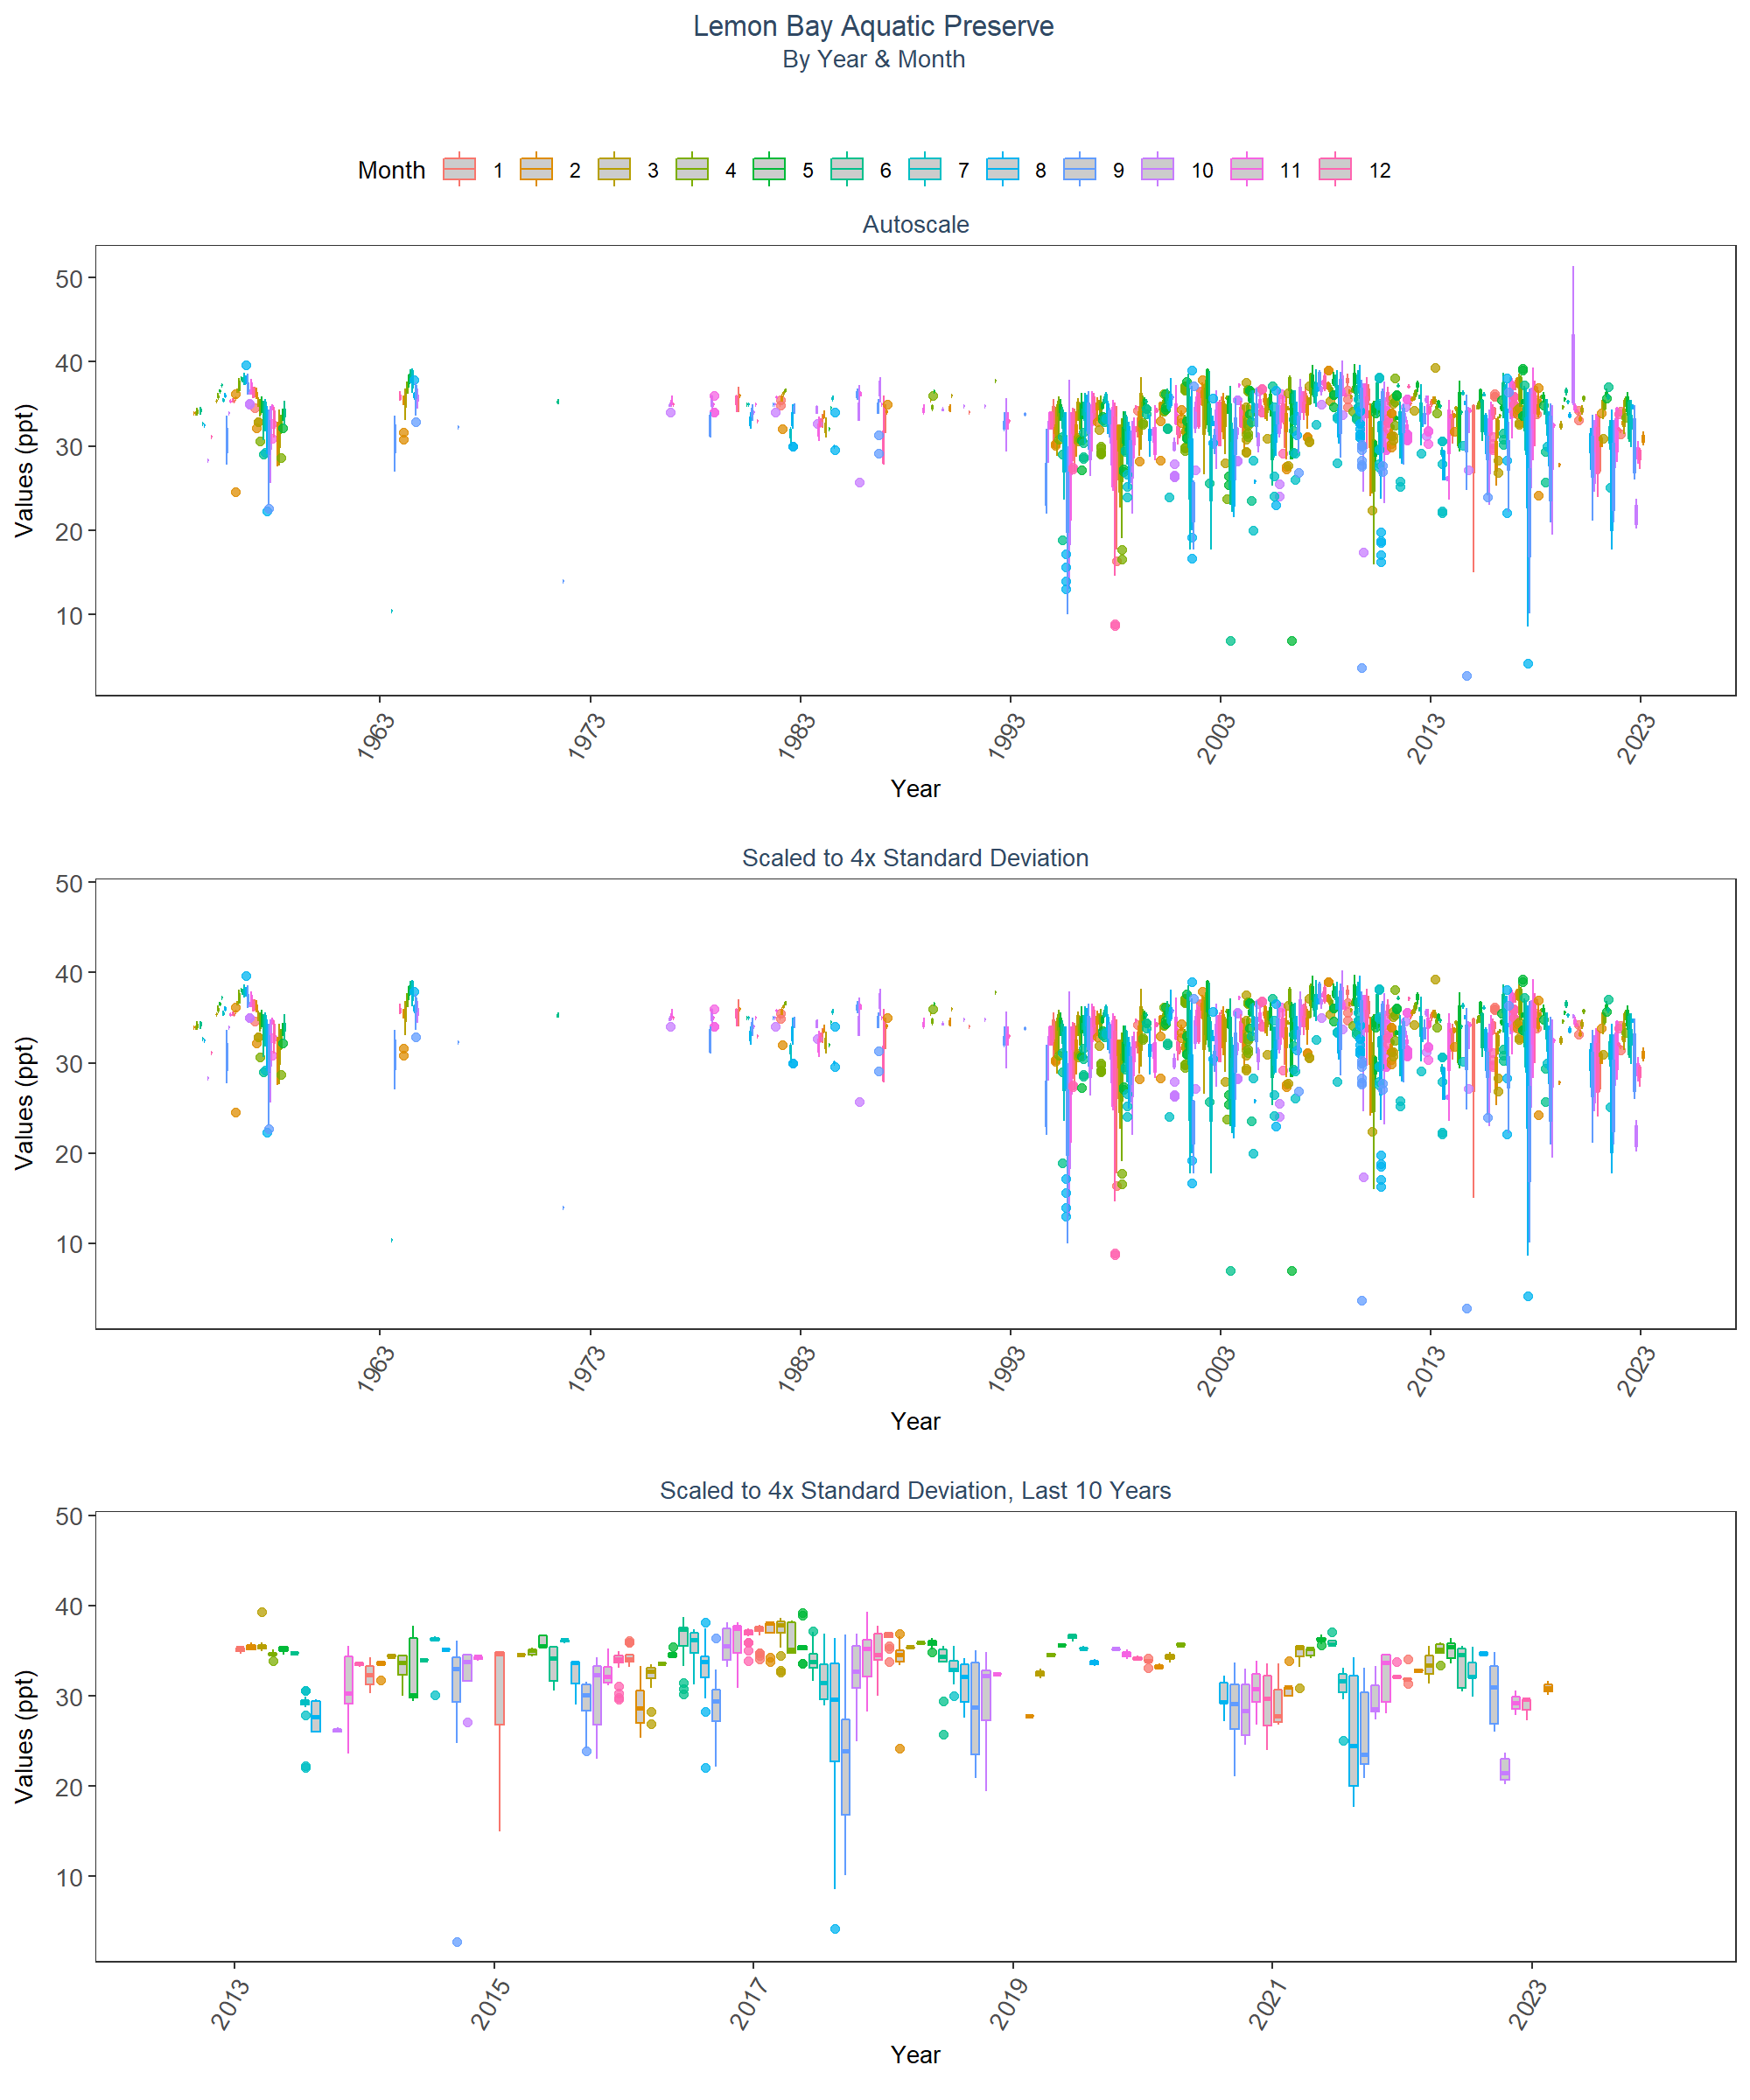 Lemon Bay Aquatic Preserve
By Year & Month
Month 1 2 3 4 5 6 7 8 9 10 11 12
Autoscale
Values (ppt)
50
40
30
20
10
1963 1973 1983 1993 2003 2013 2023
Year
Scaled to 4x Standard Deviation
Values (ppt)
50
40
30
20
10
1963 1973 1983 1993 2003 2013 2023
Year
Scaled to 4x Standard Deviation, Last 10 Years
Values (ppt)
50
40
30
20
10
2013 2015 2017 2019 2021 2023
Year